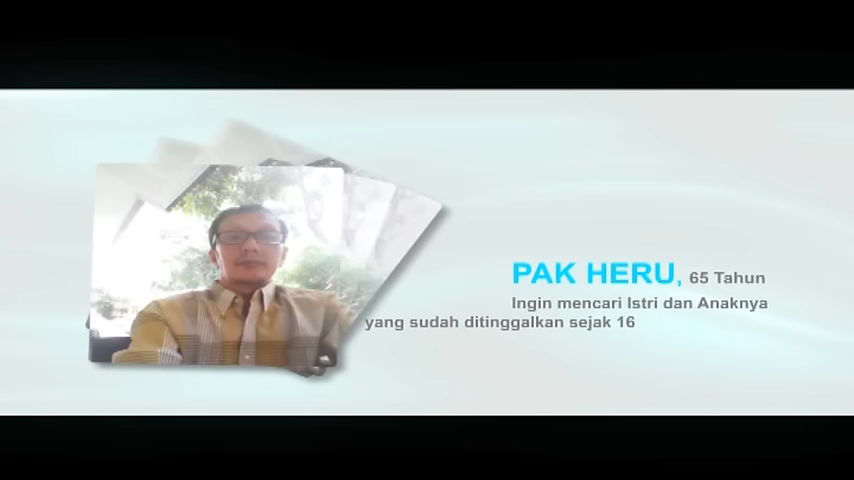 PAK HERU, 65 Tahun
Ingin mencari Istri dan Anaknya
yang sudah ditinggalkan sejak 16